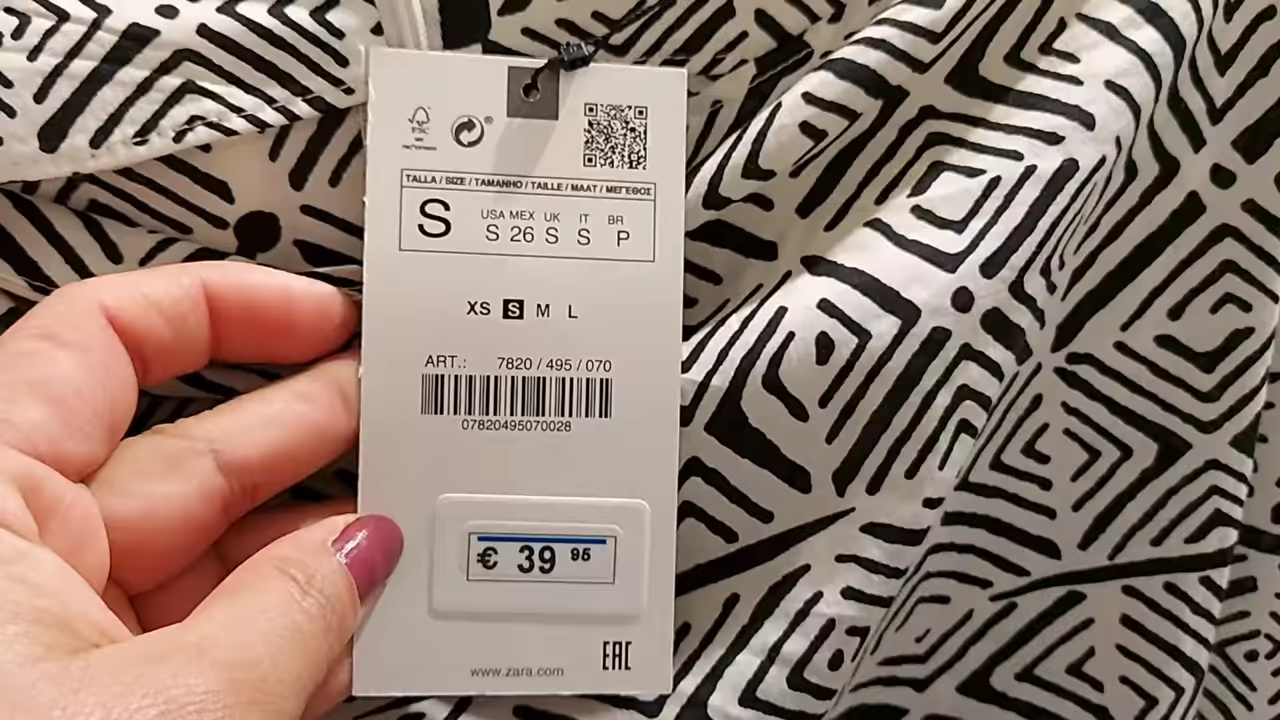 ®
TALLA / SIZE / TAMANHO / TAILLE / MAAT / ΜΕΓΕΘΟΣ
S
USA MEX UK IT BR
S 26 S S P
XS S M L
ART.: 7820 / 495 / 070
07820495070028
€ 39 95
EAC
www.zara.com